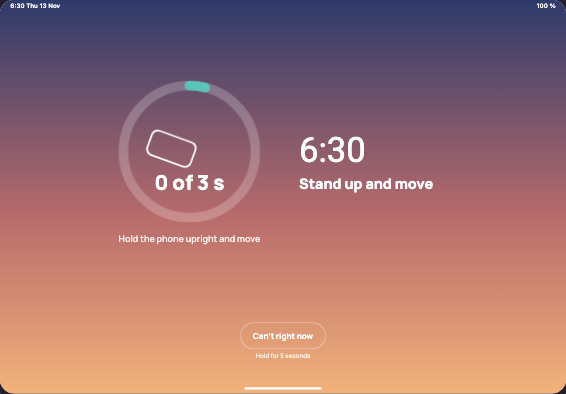 6:30 Thu 13 Nov
100 %
6:30
0 of 3 s
Stand up and move
Hold the phone upright and move
Can't right now
Hold for 5 seconds